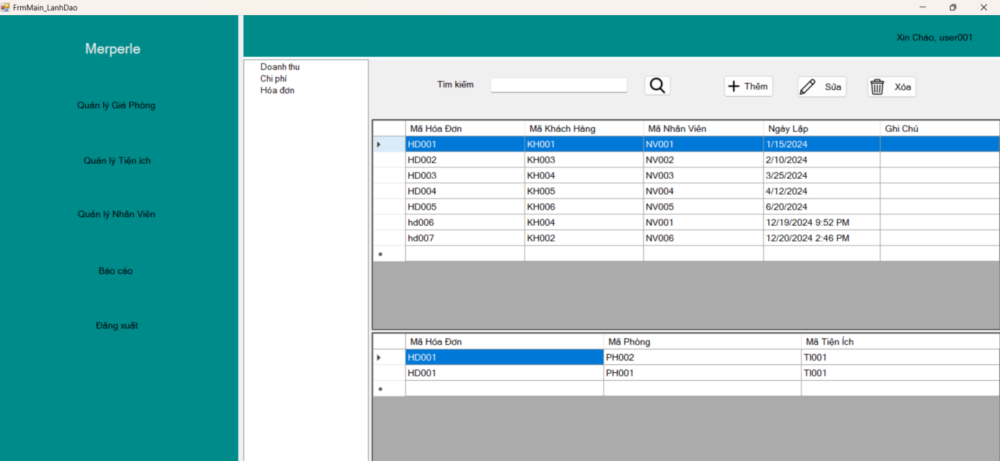 FrmMain_LanhDao
Merperle
Quản lý Giá Phòng
Quản lý Tiện ích
Quản lý Nhân Viên
Báo cáo
Đăng xuất
Xin Chào, user001
Doanh thu
Chi phí
Hóa đơn
Tìm kiếm
Thêm
Sửa
Xóa
Mã Hóa Đơn Mã Khách Hàng Mã Nhân Viên Ngày Lập Ghi Chú
HD001 KH001 NV001 1/15/2024
HD002 KH003 NV002 2/10/2024
HD003 KH004 NV003 3/25/2024
HD004 KH005 NV004 4/12/2024
HD005 KH006 NV005 6/20/2024
hd006 KH004 NV001 12/19/2024 9:52 PM
hd007 KH002 NV006 12/20/2024 2:46 PM
Mã Hóa Đơn Mã Phòng Mã Tiện Ích
HD001 PH002 TI001
HD001 PH001 TI001